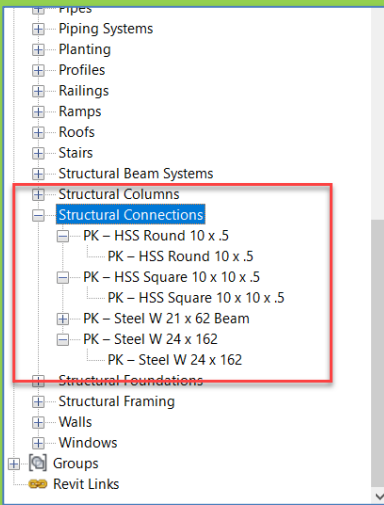 Pipes
Piping Systems
Planting
Profiles
Railings
Ramps
Roofs
Stairs
Structural Beam Systems
Structural Columns
Structural Connections
PK – HSS Round 10 x .5
PK – HSS Round 10 x .5
PK – HSS Square 10 x 10 x .5
PK – HSS Square 10 x 10 x .5
PK – Steel W 21 x 62 Beam
PK – Steel W 24 x 162
PK – Steel W 24 x 162
Structural Foundations
Structural Framing
Walls
Windows
Groups
Revit Links